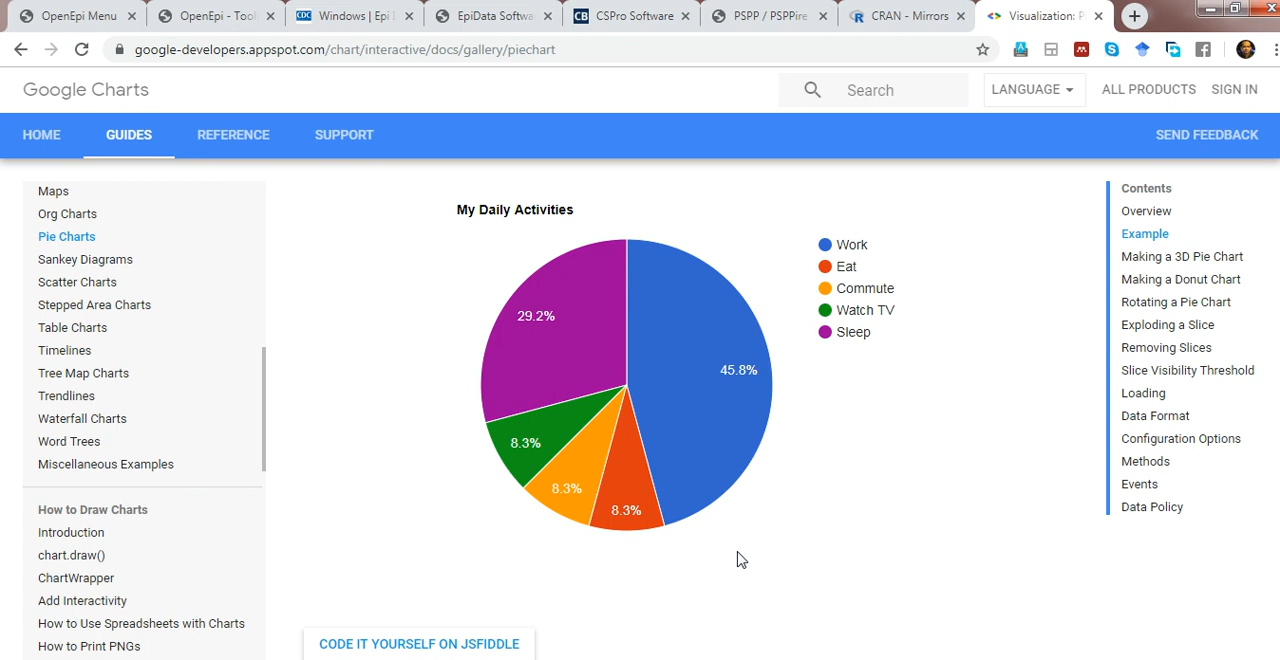 OpenEpi Menu
OpenEpi - Tool
Windows | Epi I
EpiData Softwa
CSPro Software
PSPP / PSPPire
CRAN - Mirrors
Visualization: P
google-developers.appspot.com/chart/interactive/docs/gallery/piechart
Google Charts
Search
LANGUAGE
ALL PRODUCTS
SIGN IN
HOME
GUIDES
REFERENCE
SUPPORT
SEND FEEDBACK
Maps
Org Charts
Pie Charts
Sankey Diagrams
Scatter Charts
Stepped Area Charts
Table Charts
Timelines
Tree Map Charts
Trendlines
Waterfall Charts
Word Trees
Miscellaneous Examples
How to Draw Charts
Introduction
chart.draw()
ChartWrapper
Add Interactivity
How to Use Spreadsheets with Charts
How to Print PNGs
My Daily Activities
29.2%
45.8%
8.3%
8.3%
8.3%
Work
Eat
Commute
Watch TV
Sleep
CODE IT YOURSELF ON JSFIDDLE
Contents
Overview
Example
Making a 3D Pie Chart
Making a Donut Chart
Rotating a Pie Chart
Exploding a Slice
Removing Slices
Slice Visibility Threshold
Loading
Data Format
Configuration Options
Methods
Events
Data Policy